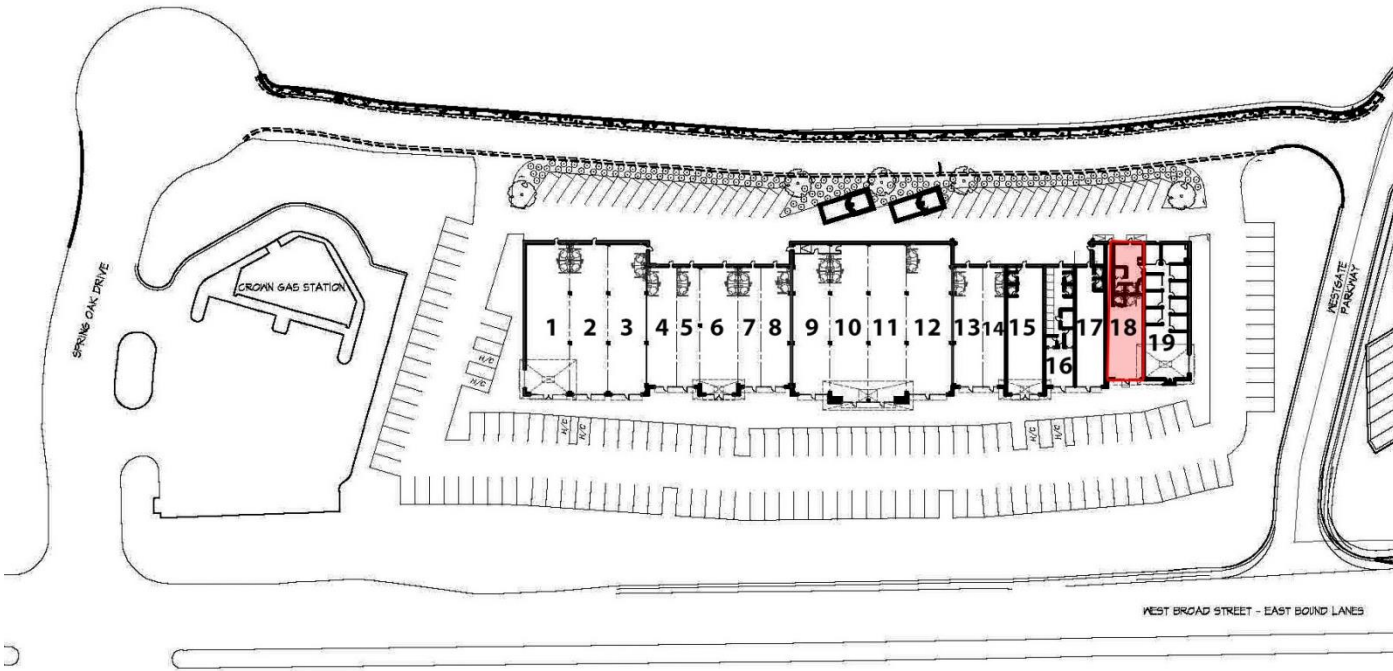 SPRING OAK DRIVE
CROWN GAS STATION
WESTGATE
PARKWAY
1 2 3 4 5 6 7 8 9 10 11 12 13 14 15 16 17 18 19
H/C
H/C
H/C H/C
H/C H/C
WEST BROAD STREET - EAST BOUND LANES